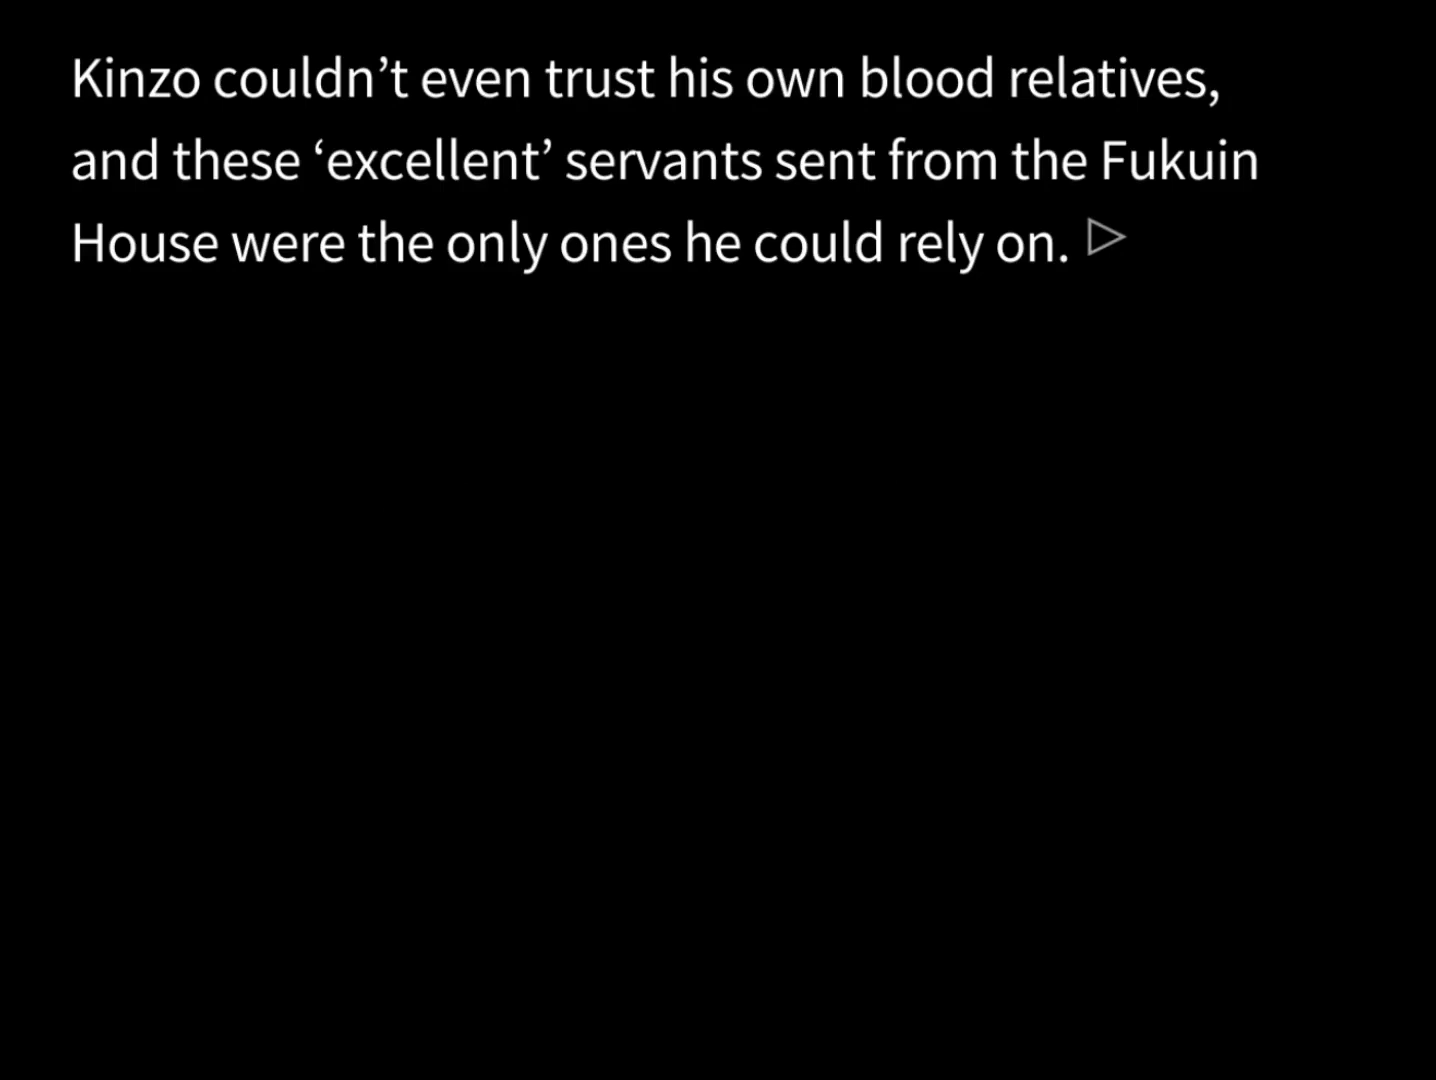 Kinzo couldn’t even trust his own blood relatives,
and these ‘excellent’ servants sent from the Fukuin
House were the only ones he could rely on.